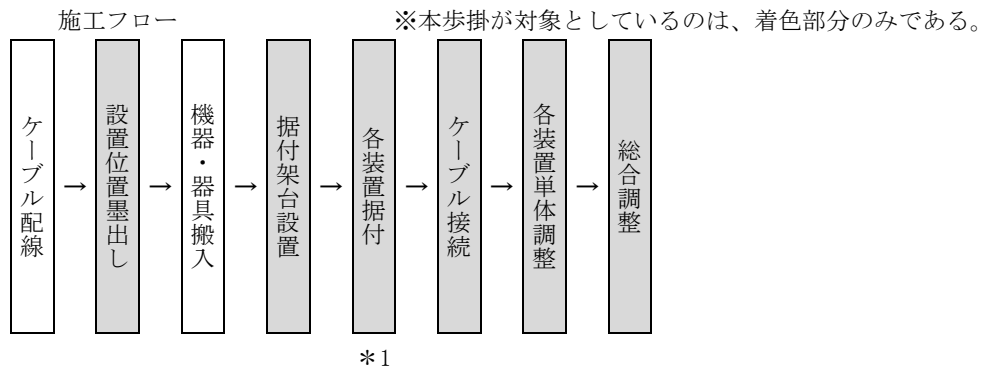 施工フロー
※本歩掛が対象としているのは、着色部分のみである。
ケーブル配線
→
設置位置墨出し
→
機器・器具搬入
→
据付架台設置
→
各装置据付
→
ケーブル接続
→
各装置単体調整
→
総合調整
＊1